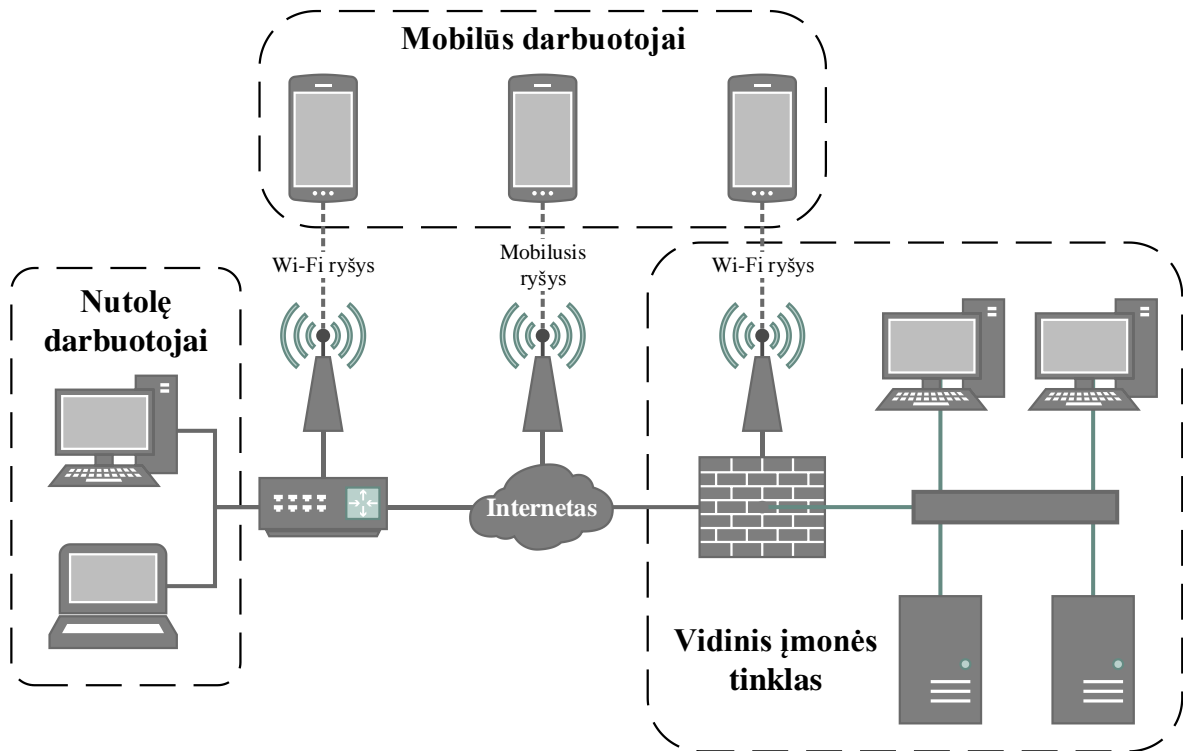 Mobilūs darbuotojai
Wi-Fi ryšys
Mobilusis
ryšys
Wi-Fi ryšys
Nutolę
darbuotojai
Internetas
Vidinis įmonės
tinklas